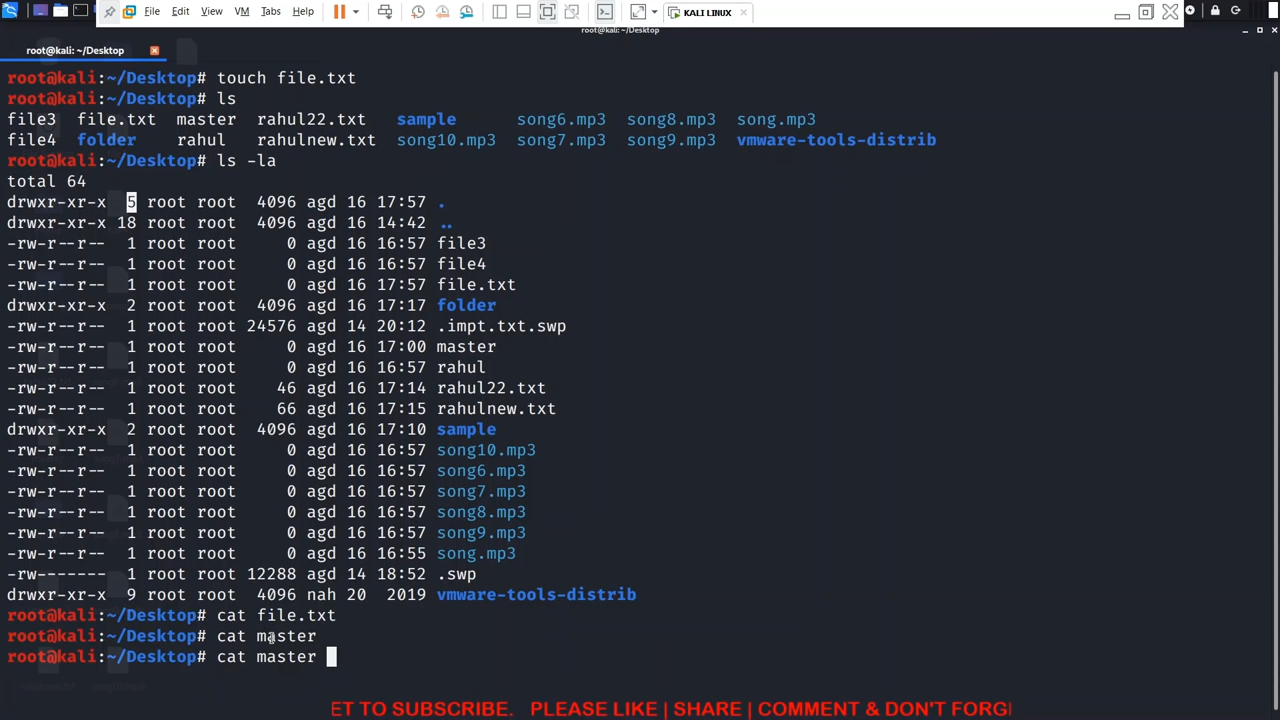 File Edit View VM Tabs Help KALI LINUX
root@kali: ~/Desktop
root@kali: ~/Desktop
root@kali:~/Desktop# touch file.txt
root@kali:~/Desktop# ls
file3 file.txt master rahul22.txt sample song6.mp3 song8.mp3 song.mp3
file4 folder rahul rahulnew.txt song10.mp3 song7.mp3 song9.mp3 vmware-tools-distrib
root@kali:~/Desktop# ls -la
total 64
drwxr-xr-x 5 root root 4096 agd 16 17:57 .
drwxr-xr-x 18 root root 4096 agd 16 14:42 ..
-rw-r--r-- 1 root root 0 agd 16 16:57 file3
-rw-r--r-- 1 root root 0 agd 16 16:57 file4
-rw-r--r-- 1 root root 0 agd 16 17:57 file.txt
drwxr-xr-x 2 root root 4096 agd 16 17:17 folder
-rw-r--r-- 1 root root 24576 agd 14 20:12 .impt.txt.swp
-rw-r--r-- 1 root root 0 agd 16 17:00 master
-rw-r--r-- 1 root root 0 agd 16 16:57 rahul
-rw-r--r-- 1 root root 46 agd 16 17:14 rahul22.txt
-rw-r--r-- 1 root root 66 agd 16 17:15 rahulnew.txt
drwxr-xr-x 2 root root 4096 agd 16 17:10 sample
-rw-r--r-- 1 root root 0 agd 16 16:57 song10.mp3
-rw-r--r-- 1 root root 0 agd 16 16:57 song6.mp3
-rw-r--r-- 1 root root 0 agd 16 16:57 song7.mp3
-rw-r--r-- 1 root root 0 agd 16 16:57 song8.mp3
-rw-r--r-- 1 root root 0 agd 16 16:57 song9.mp3
-rw-r--r-- 1 root root 0 agd 16 16:55 song.mp3
-rw------- 1 root root 12288 agd 14 18:52 .swp
drwxr-xr-x 9 root root 4096 nah 20 2019 vmware-tools-distrib
root@kali:~/Desktop# cat file.txt
root@kali:~/Desktop# cat master
root@kali:~/Desktop# cat master
ET TO SUBSCRIBE. PLEASE LIKE | SHARE | COMMENT & DON'T FORG